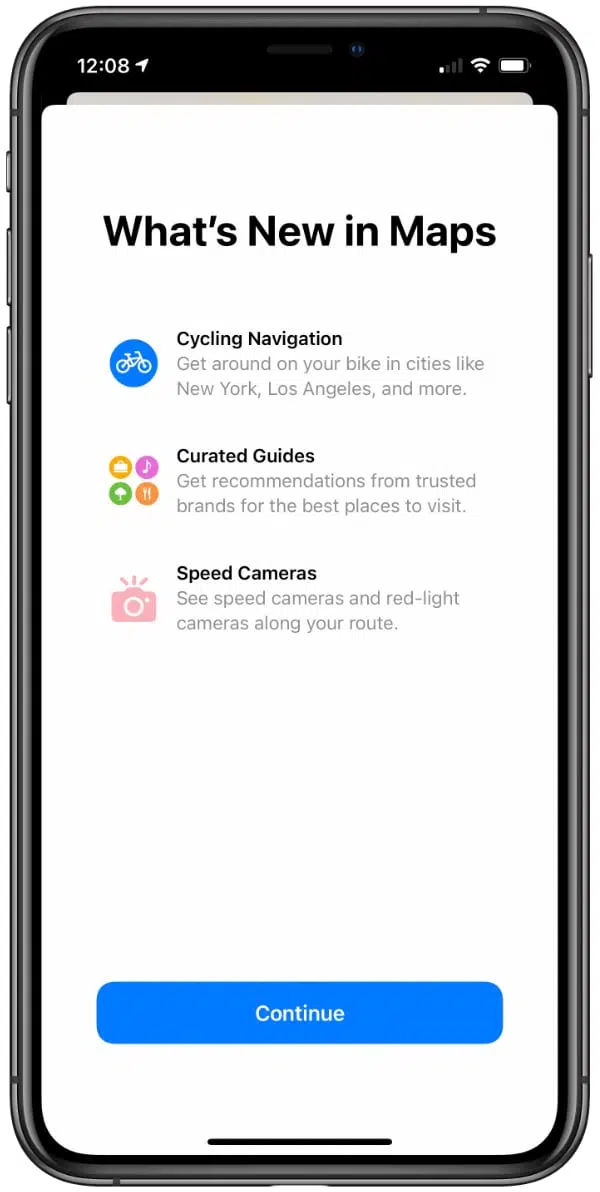 12:08
What’s New in Maps
Cycling Navigation
Get around on your bike in cities like
New York, Los Angeles, and more.
Curated Guides
Get recommendations from trusted
brands for the best places to visit.
Speed Cameras
See speed cameras and red-light
cameras along your route.
Continue